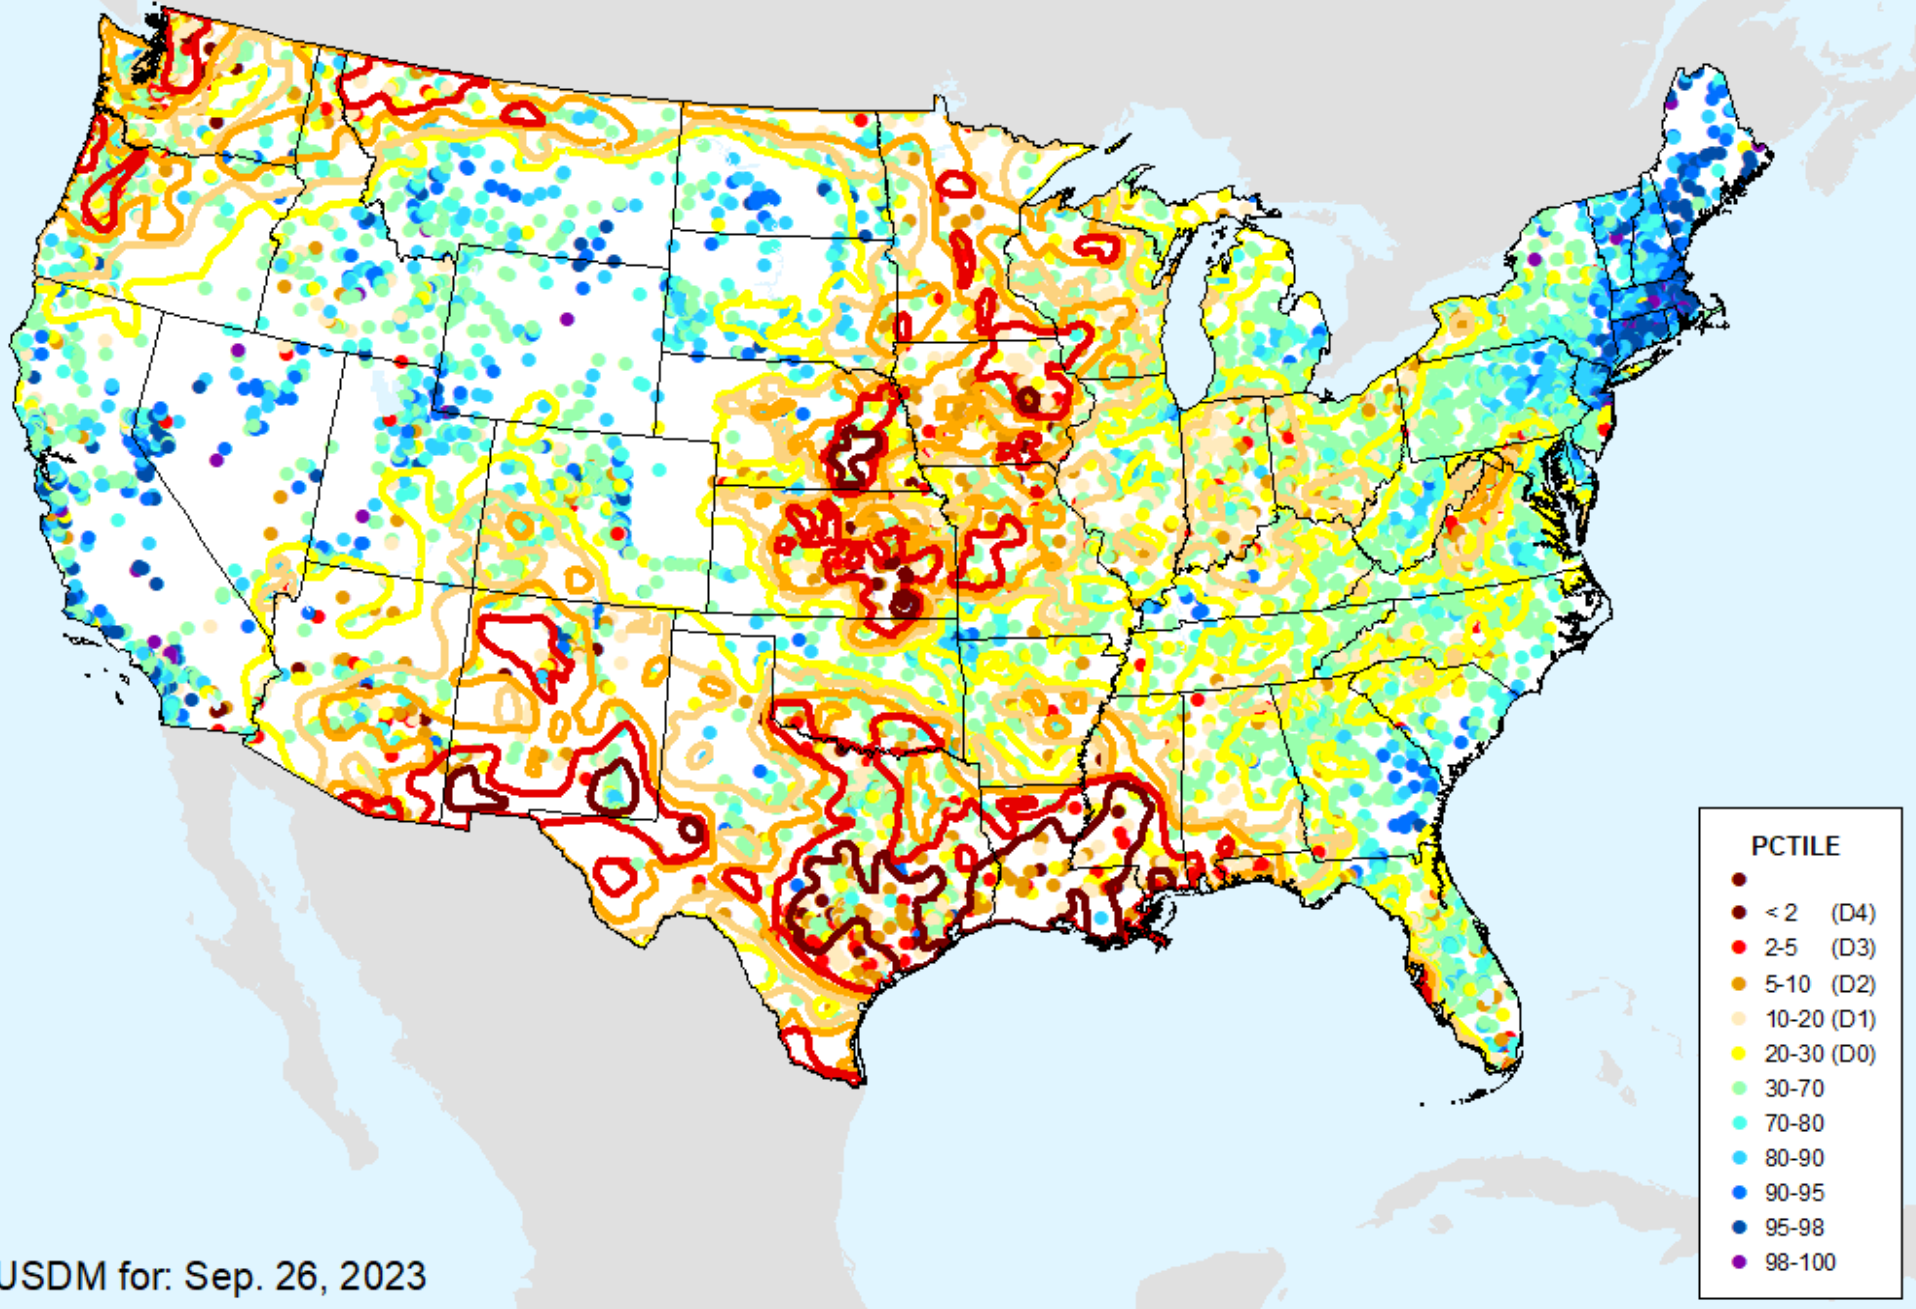 PCTILE
< 2 (D4)
2-5 (D3)
5-10 (D2)
10-20 (D1)
20-30 (D0)
30-70
70-80
80-90
90-95
95-98
98-100
USDM for: Sep. 26, 2023